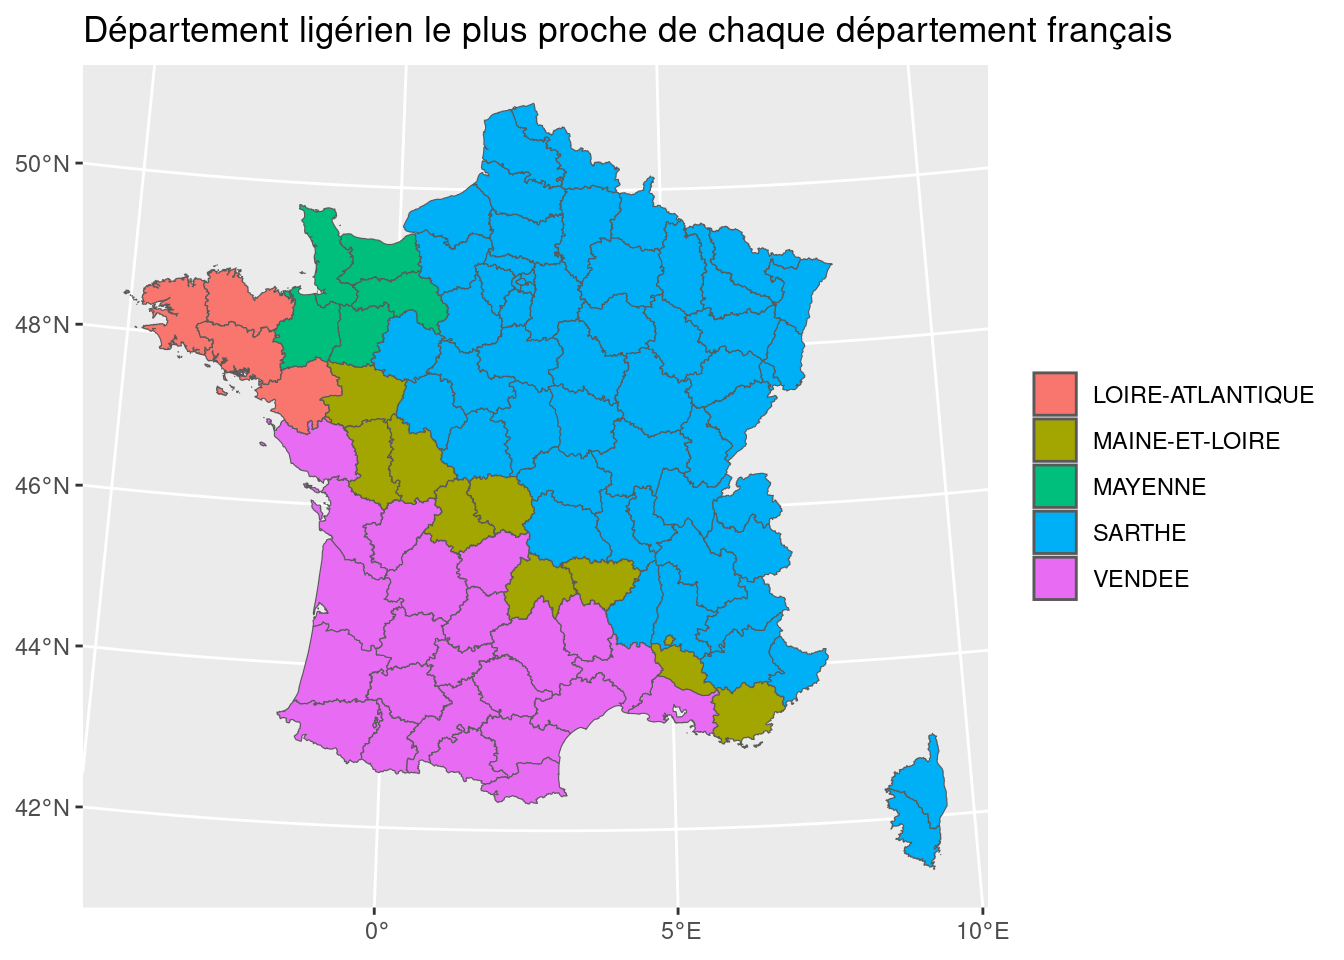 Département ligérien le plus proche de chaque département français
50°N
48°N
46°N
44°N
42°N
0°
5°E
10°E
LOIRE-ATLANTIQUE
MAINE-ET-LOIRE
MAYENNE
SARTHE
VENDEE